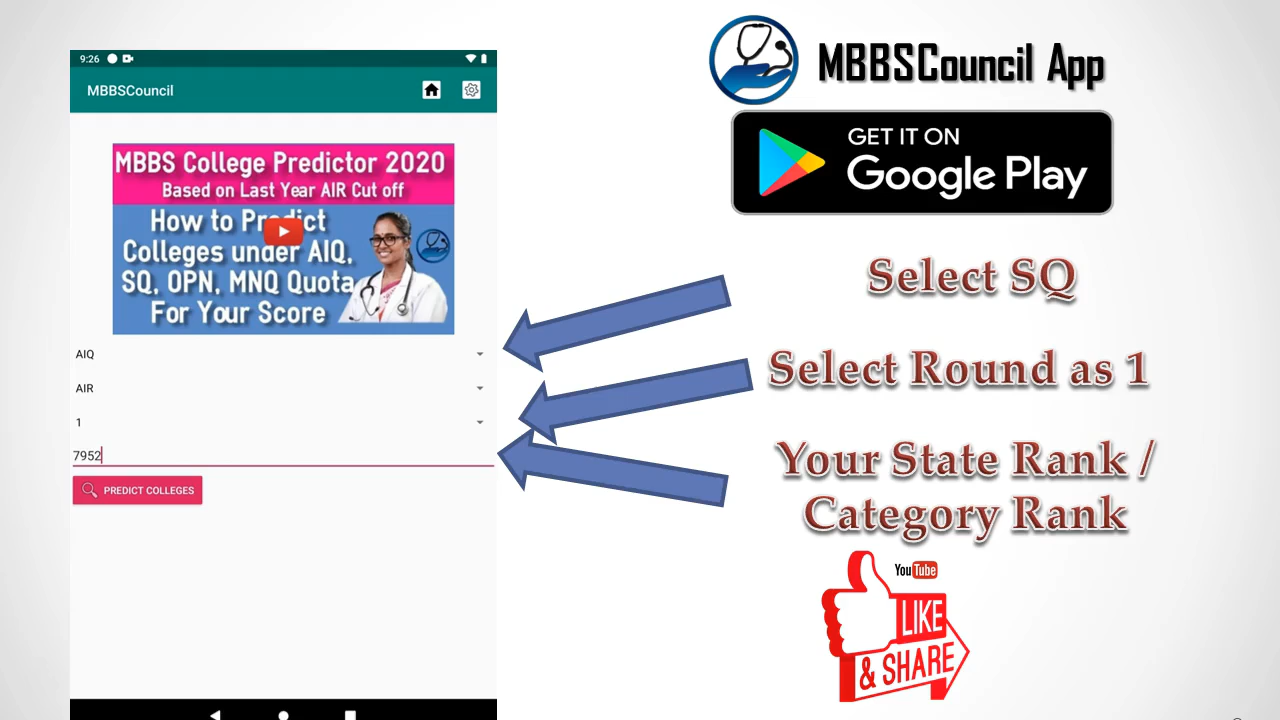 9:26
MBBSCouncil
MBBS College Predictor 2020
Based on Last Year AIR Cut off
How to Predict
Colleges under AIQ,
SQ, OPN, MNQ Quota
For Your Score
AIQ
AIR
1
7952
PREDICT COLLEGES
MBBSCouncil App
GET IT ON
Google Play
Select SQ
Select Round as 1
Your State Rank /
Category Rank
YouTube
LIKE
& SHARE